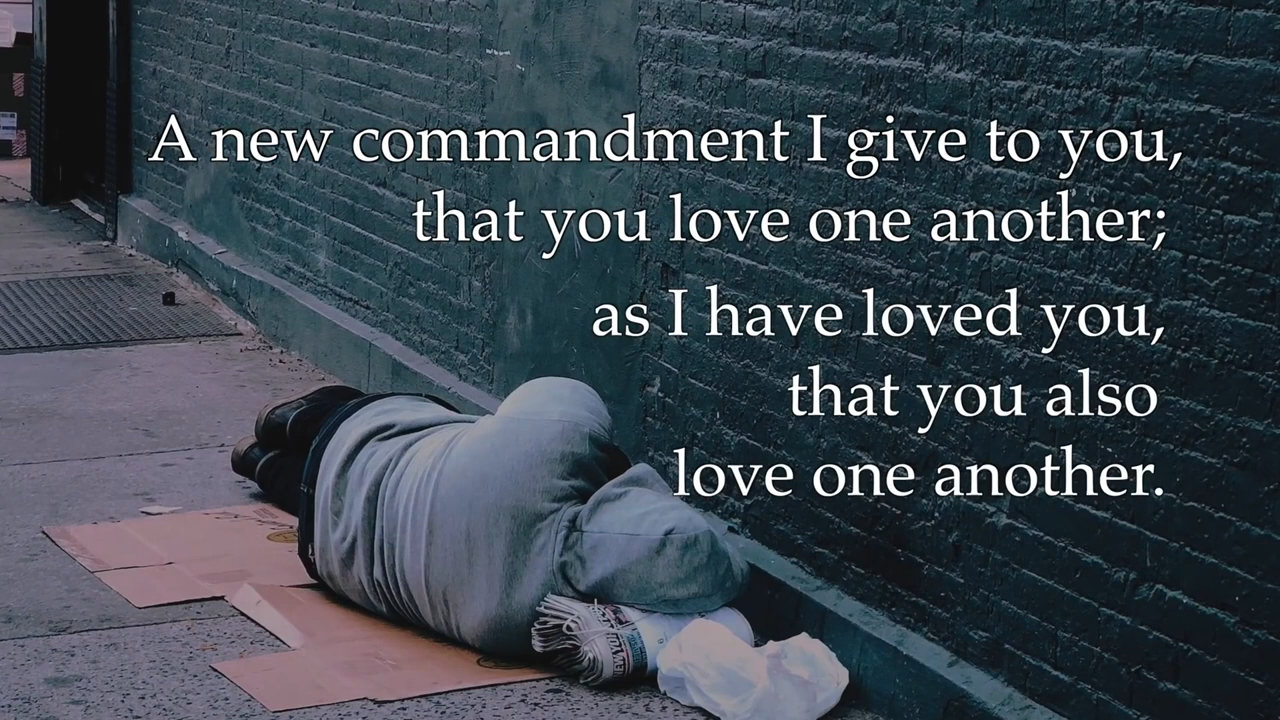 A new commandment I give to you,
that you love one another;
as I have loved you,
that you also
love one another.